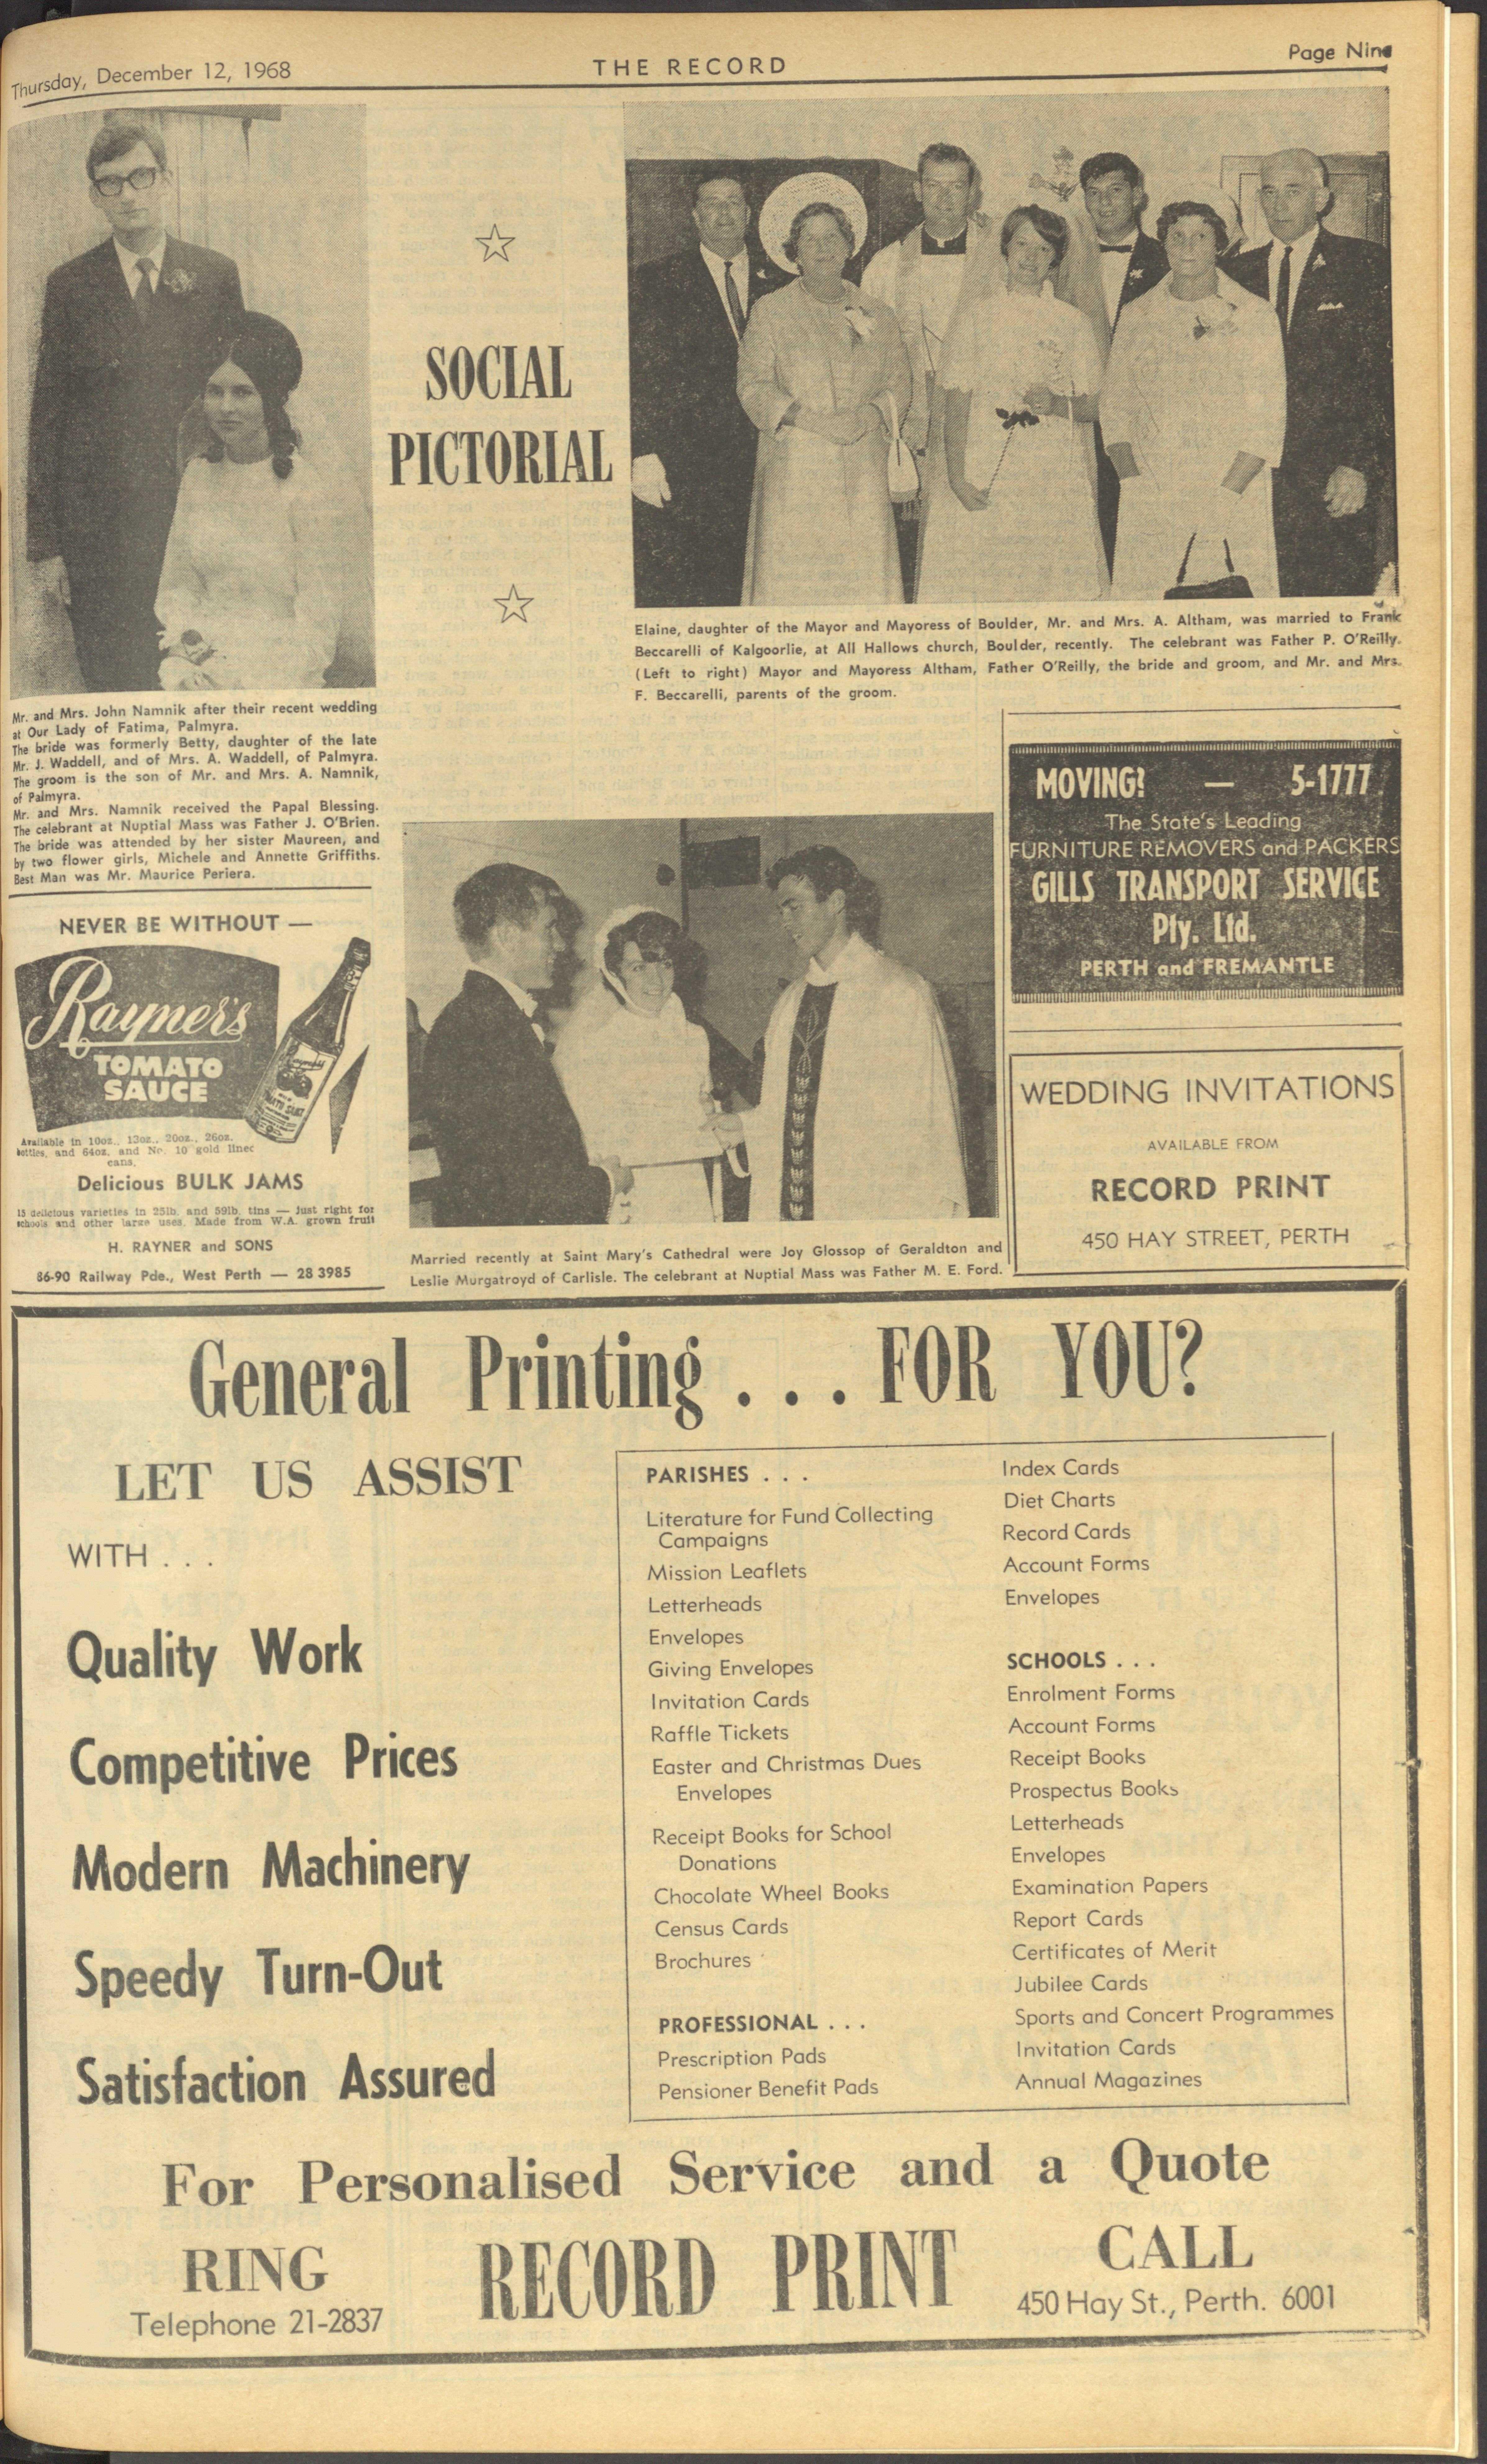 Thursday, December 12, 1968
THE RECORD
Page Nine
SOCIAL
PICTORIAL
Elaine, daughter of the Mayor and Mayoress of Boulder, Mr. and Mrs. A. Altham, was married to Frank
Beccarelli of Kalgoorlie, at All Hallows church, Boulder, recently. The celebrant was Father P. O'Reilly.
(Left to right) Mayor and Mayoress Altham, Father O'Reilly, the bride and groom, and Mr. and Mrs.
F. Beccarelli, parents of the groom.
Mr. and Mrs. John Namnik after their recent wedding
at Our Lady of Fatima, Palmyra.
The bride was formerly Betty, daughter of the late
Mr. J. Waddell, and of Mrs. A. Waddell, of Palmyra.
The groom is the son of Mr. and Mrs. A. Namnik,
of Palmyra.
Mr. and Mrs. Namnik received the Papal Blessing.
The celebrant at Nuptial Mass was Father J. O'Brien.
The bride was attended by her sister Maureen, and
by two flower girls, Michele and Annette Griffiths.
Best Man was Mr. Maurice Periera.
NEVER BE WITHOUT —
Rayner's
TOMATO
SAUCE
Available in 10oz., 13oz., 20oz., 26oz.
bottles, and 64oz. and No. 10 gold lined
cans.
Delicious BULK JAMS
15 delicious varieties in 25lb. and 59lb. tins — just right for
schools and other large uses. Made from W.A. grown fruit
H. RAYNER and SONS
86-90 Railway Pde., West Perth — 28 3985
Married recently at Saint Mary's Cathedral were Joy Glossop of Geraldton and
Leslie Murgatroyd of Carlisle. The celebrant at Nuptial Mass was Father M. E. Ford.
MOVING? — 5-1777
The State's Leading
FURNITURE REMOVERS and PACKERS
GILLS TRANSPORT SERVICE
Pty. Ltd.
PERTH and FREMANTLE
WEDDING INVITATIONS
AVAILABLE FROM
RECORD PRINT
450 HAY STREET, PERTH
General Printing . . . FOR YOU?
LET US ASSIST
WITH . . .
Quality Work
Competitive Prices
Modern Machinery
Speedy Turn-Out
Satisfaction Assured
PARISHES . . .
Literature for Fund Collecting
Campaigns
Mission Leaflets
Letterheads
Envelopes
Giving Envelopes
Invitation Cards
Raffle Tickets
Easter and Christmas Dues
Envelopes
Receipt Books for School
Donations
Chocolate Wheel Books
Census Cards
Brochures
PROFESSIONAL . . .
Prescription Pads
Pensioner Benefit Pads
Index Cards
Diet Charts
Record Cards
Account Forms
Envelopes
SCHOOLS . . .
Enrolment Forms
Account Forms
Receipt Books
Prospectus Books
Letterheads
Envelopes
Examination Papers
Report Cards
Certificates of Merit
Jubilee Cards
Sports and Concert Programmes
Invitation Cards
Annual Magazines
For Personalised Service and a Quote
RING
Telephone 21-2837
RECORD PRINT
CALL
450 Hay St., Perth. 6001